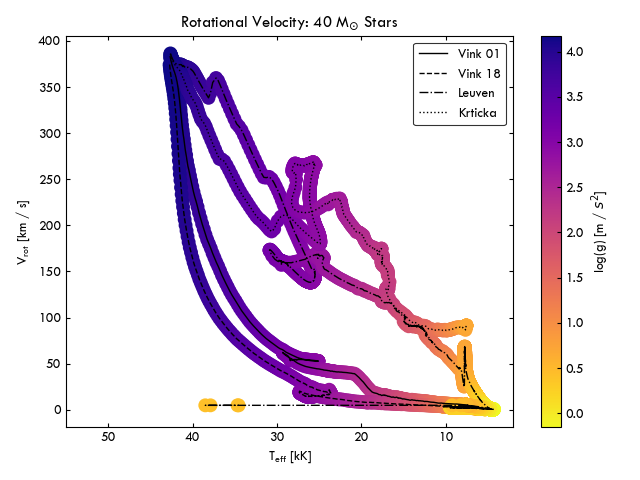 Rotational Velocity: 40 M⊙ Stars
400
350
300
250
200
150
100
50
0
V_rot [km / s]
50
40
30
20
10
T_eff [kK]
Vink 01
Vink 18
Leuven
Krticka
4.0
3.5
3.0
2.5
2.0
1.5
1.0
0.5
0.0
log(g) [m / s²]